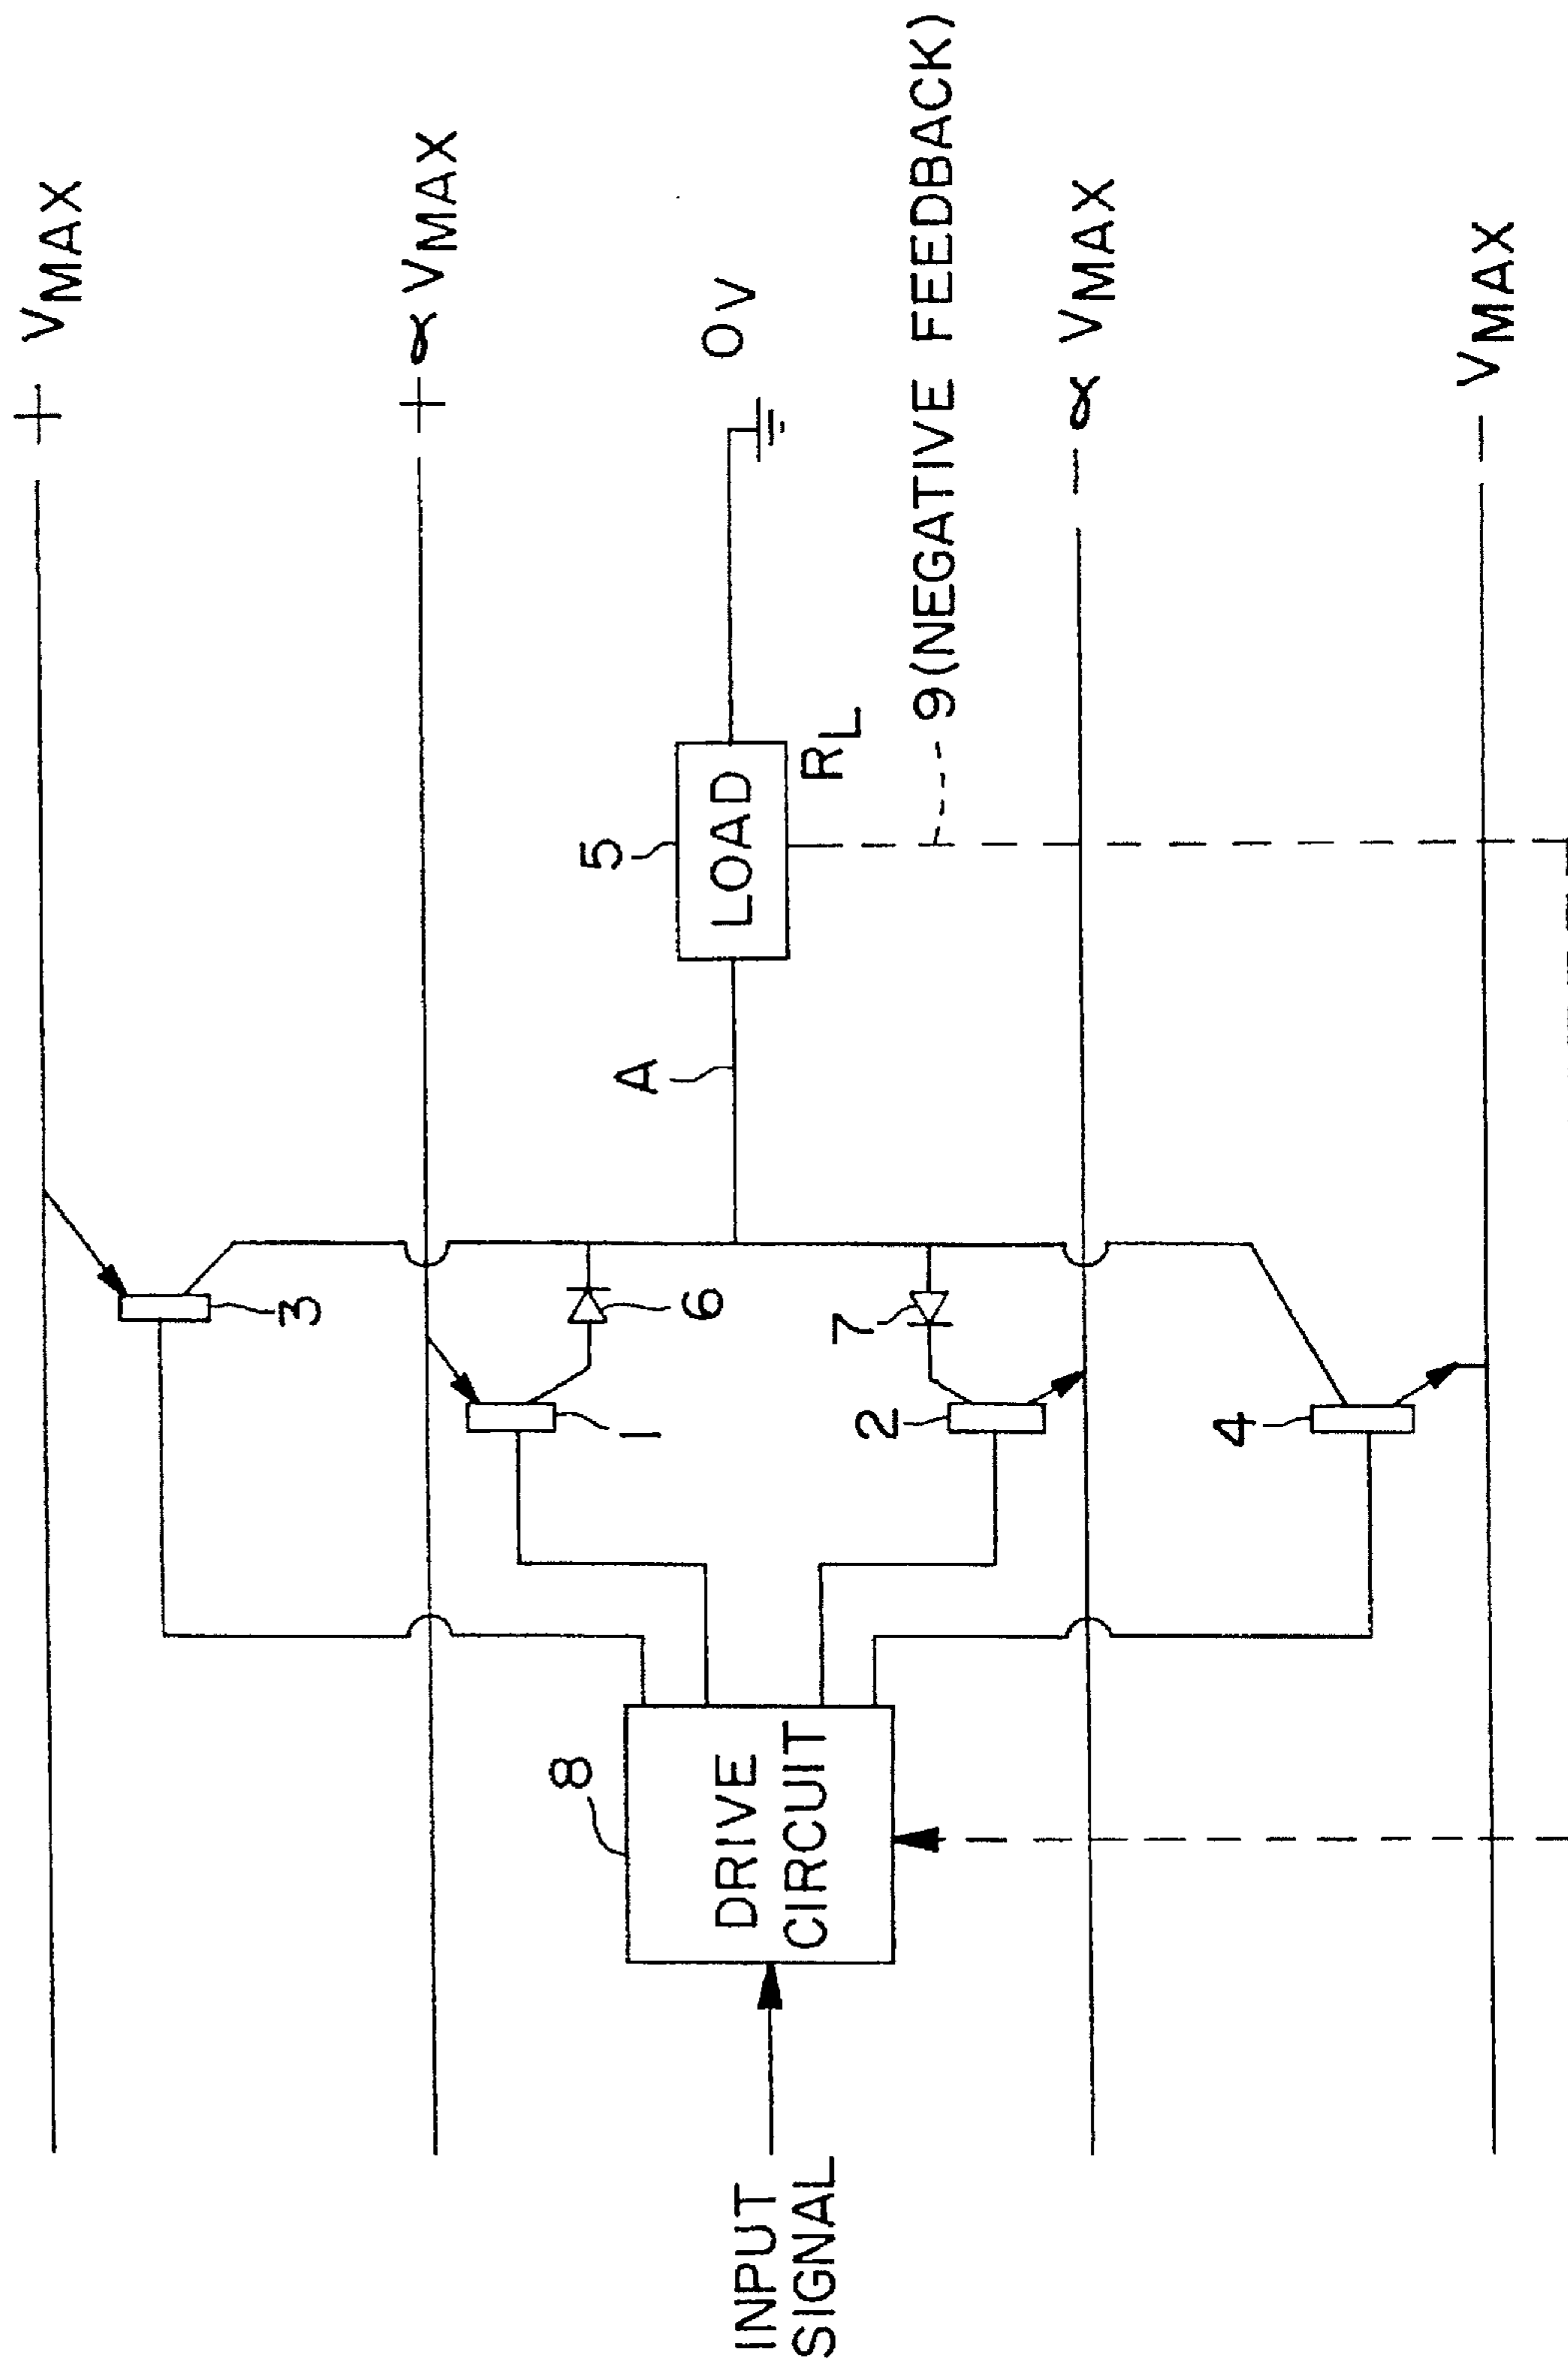 + VMAX
+ α VMAX
3
1
6
5
LOAD
RL
0V
A
9(NEGATIVE FEEDBACK)
8
DRIVE
CIRCUIT
INPUT
SIGNAL
7
2
- α VMAX
4
- VMAX